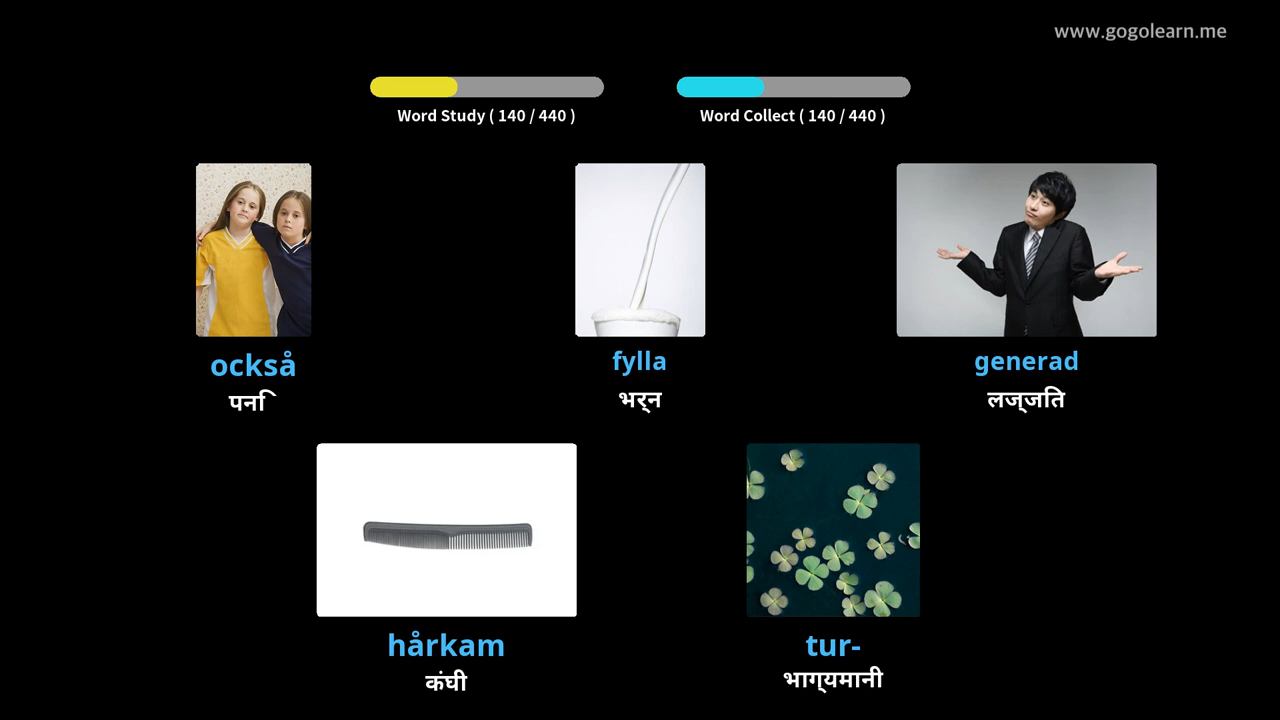 www.gogolearn.me
Word Study ( 140 / 440 )
Word Collect ( 140 / 440 )
också
पनि
fylla
भर्न
generad
लज्जति
hårkam
कंघी
tur-
भाग्यमानी